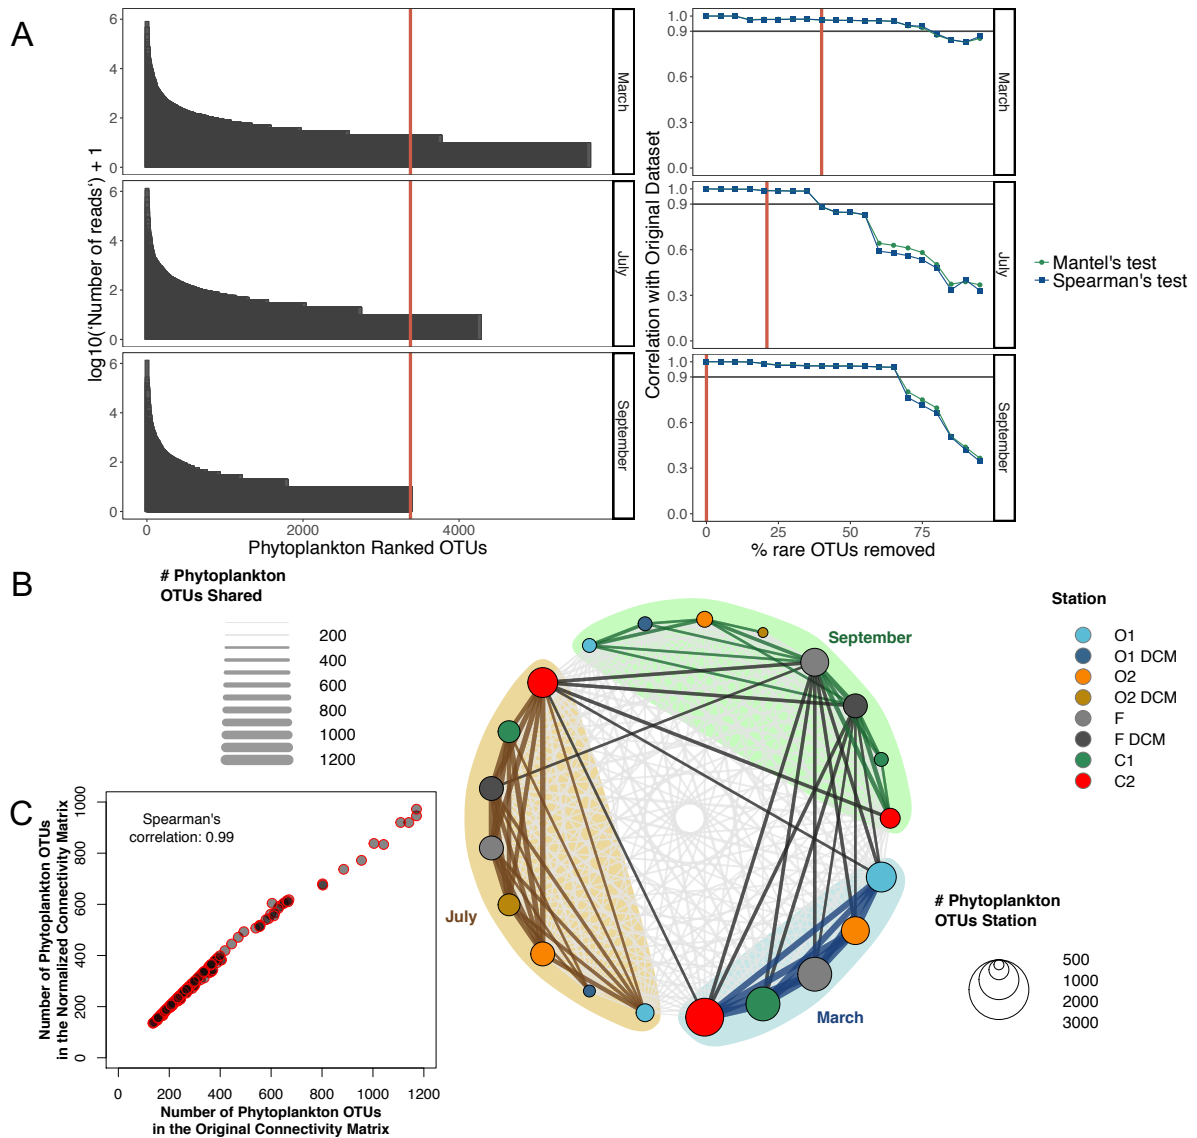 A
log10('Number of reads') + 1
6
4
2
0
March
6
4
2
0
July
6
4
2
0
September
0
2000
4000
Phytoplankton Ranked OTUs
Correlation with Original Dataset
1.0
0.9
0.6
0.3
0.0
March
1.0
0.9
0.6
0.3
0.0
July
1.0
0.9
0.6
0.3
0.0
September
0
25
50
75
% rare OTUs removed
Mantel's test
Spearman's test
B
# Phytoplankton
OTUs Shared
200
400
600
800
1000
1200
September
July
March
Station
O1
O1 DCM
O2
O2 DCM
F
F DCM
C1
C2
# Phytoplankton
OTUs Station
500
1000
2000
3000
C
Spearman's
correlation: 0.99
Number of Phytoplankton OTUs
in the Normalized Connectivity Matrix
1000
800
600
400
200
0
0
200
400
600
800
1000
1200
Number of Phytoplankton OTUs
in the Original Connectivity Matrix